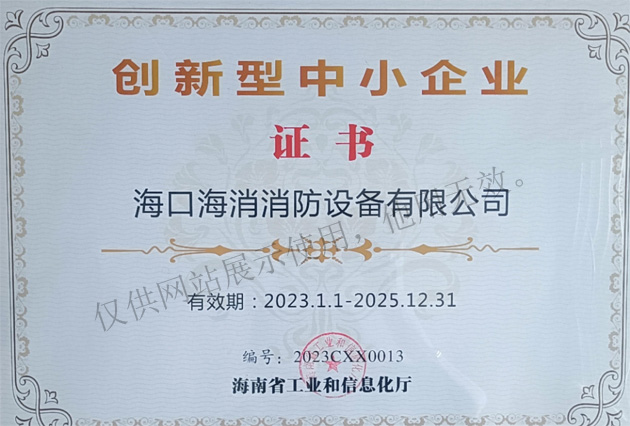 创新型中小企业
证书
海口海消消防设备有限公司
仅供网站展示使用，他用无效。
有效期：2023.1.1-2025.12.31
编号：2023CXX0013
海南省工业和信息化厅